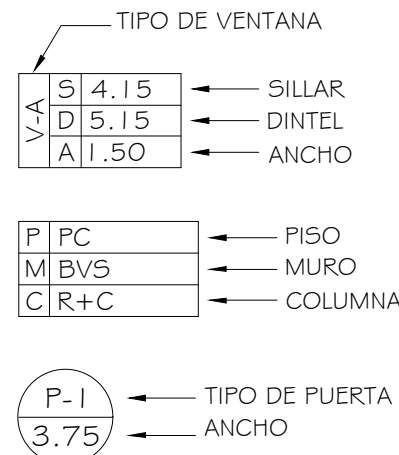 TIPO DE VENTANA
V-A
S 4.15 SILLAR
D 5.15 DINTEL
A 1.50 ANCHO
P PC PISO
M BVS MURO
C R+C COLUMNA
P-1 TIPO DE PUERTA
3.75 ANCHO